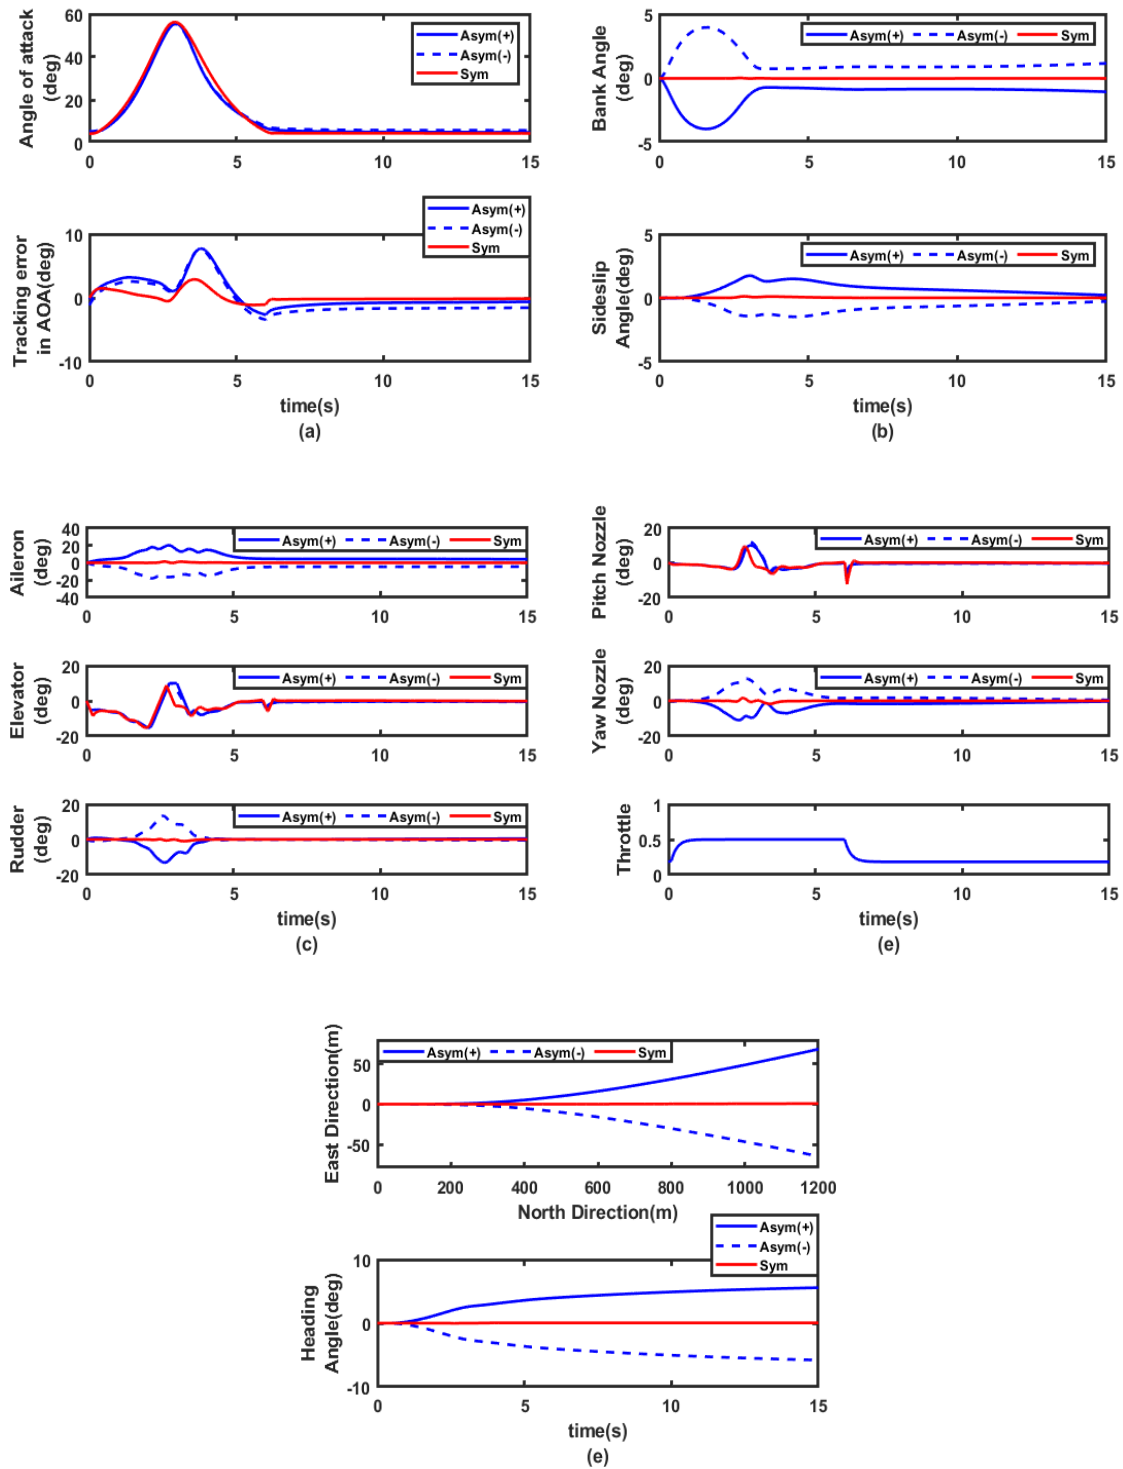 Angle of attack
(deg)
60
40
20
0
Asym(+)
Asym(-)
Sym
0
5
10
15
Tracking error
in AOA(deg)
10
0
-10
Asym(+)
Asym(-)
Sym
0
5
10
15
time(s)
(a)
Bank Angle
(deg)
5
0
-5
Asym(+)
Asym(-)
Sym
0
5
10
15
Sideslip
Angle(deg)
5
0
-5
Asym(+)
Asym(-)
Sym
0
5
10
15
time(s)
(b)
Aileron
(deg)
40
20
0
-20
-40
Asym(+)
Asym(-)
Sym
0
5
10
15
Elevator
(deg)
20
0
-20
Asym(+)
Asym(-)
Sym
0
5
10
15
Rudder
(deg)
20
0
-20
Asym(+)
Asym(-)
Sym
0
5
10
15
time(s)
(c)
Pitch Nozzle
(deg)
20
0
-20
Asym(+)
Asym(-)
Sym
0
5
10
15
Yaw Nozzle
(deg)
20
0
-20
Asym(+)
Asym(-)
Sym
0
5
10
15
Throttle
1
0.5
0
0
5
10
15
time(s)
(e)
East Direction(m)
50
0
-50
Asym(+)
Asym(-)
Sym
0
200
400
600
800
1000
1200
North Direction(m)
Heading
Angle(deg)
10
0
-10
Asym(+)
Asym(-)
Sym
0
5
10
15
time(s)
(e)